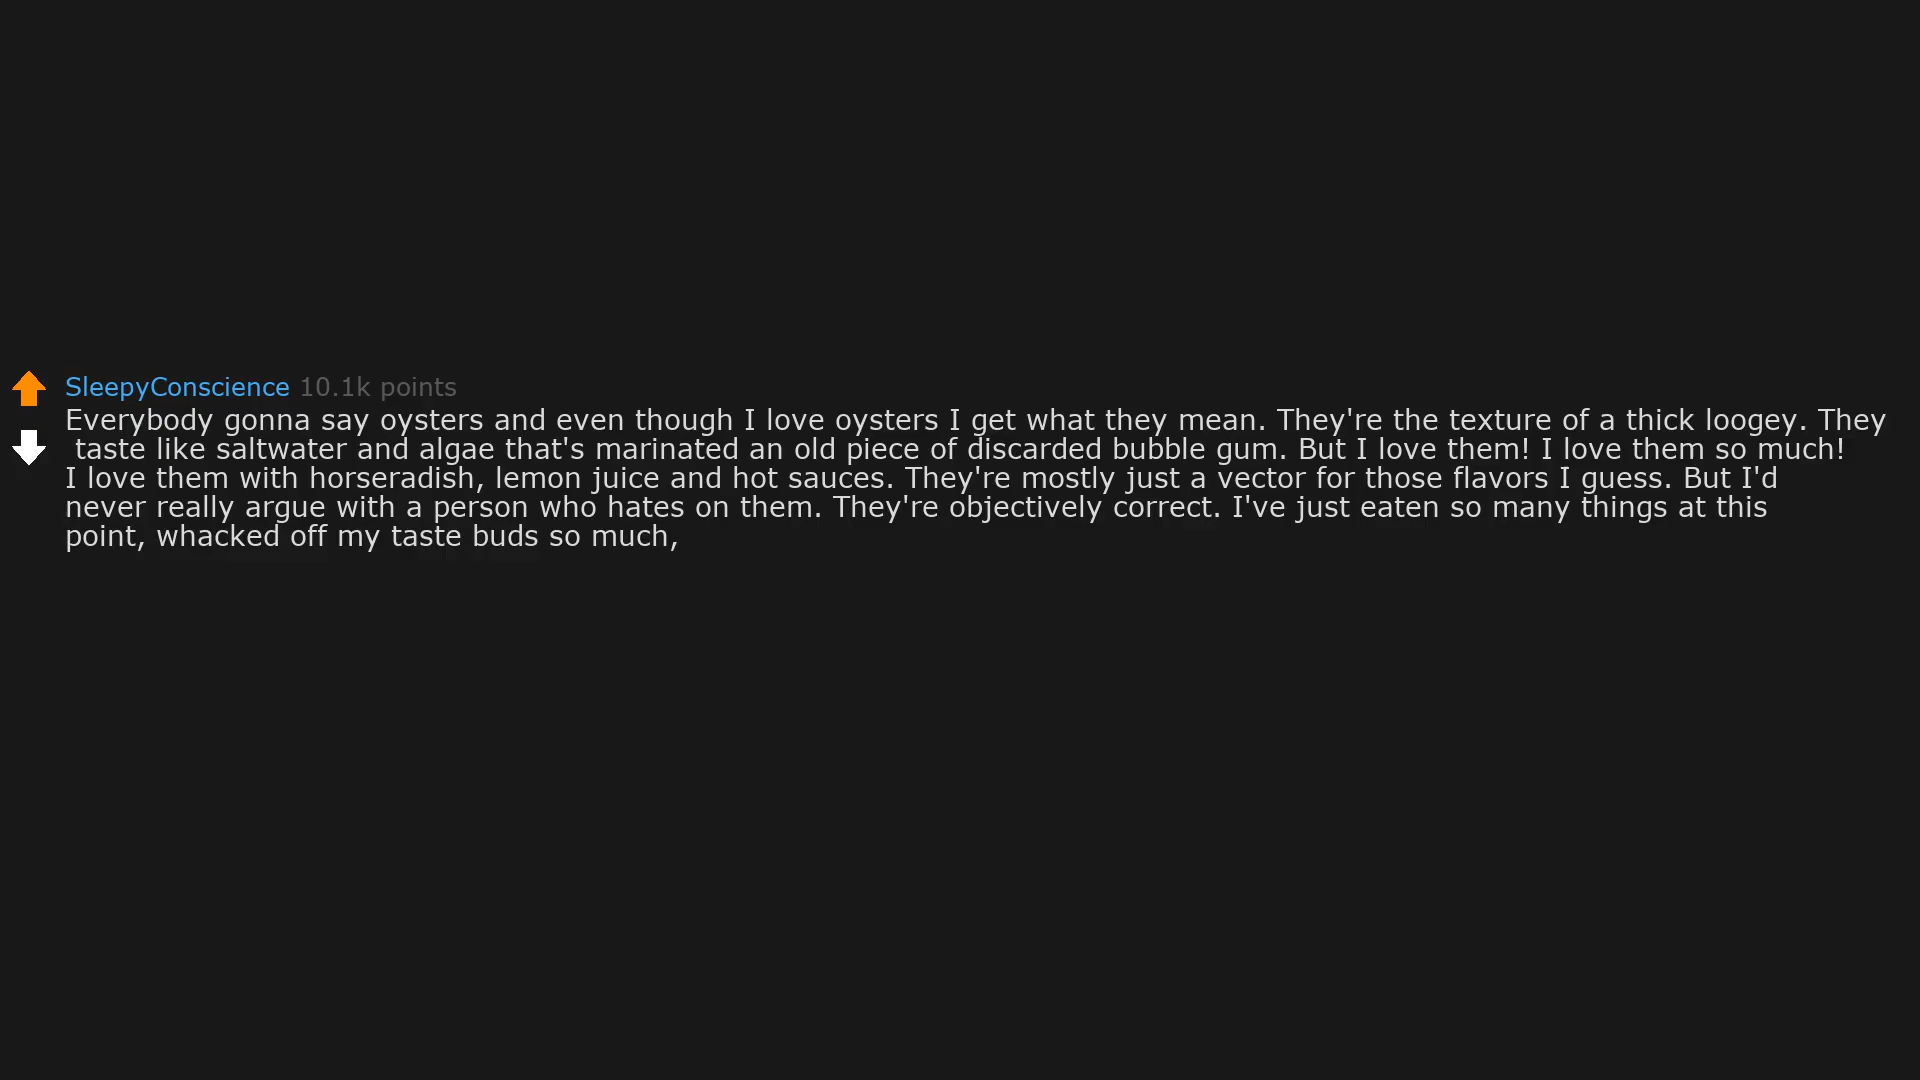 SleepyConscience 10.1k points
Everybody gonna say oysters and even though I love oysters I get what they mean. They're the texture of a thick loogey. They
taste like saltwater and algae that's marinated an old piece of discarded bubble gum. But I love them! I love them so much!
I love them with horseradish, lemon juice and hot sauces. They're mostly just a vector for those flavors I guess. But I'd
never really argue with a person who hates on them. They're objectively correct. I've just eaten so many things at this
point, whacked off my taste buds so much,